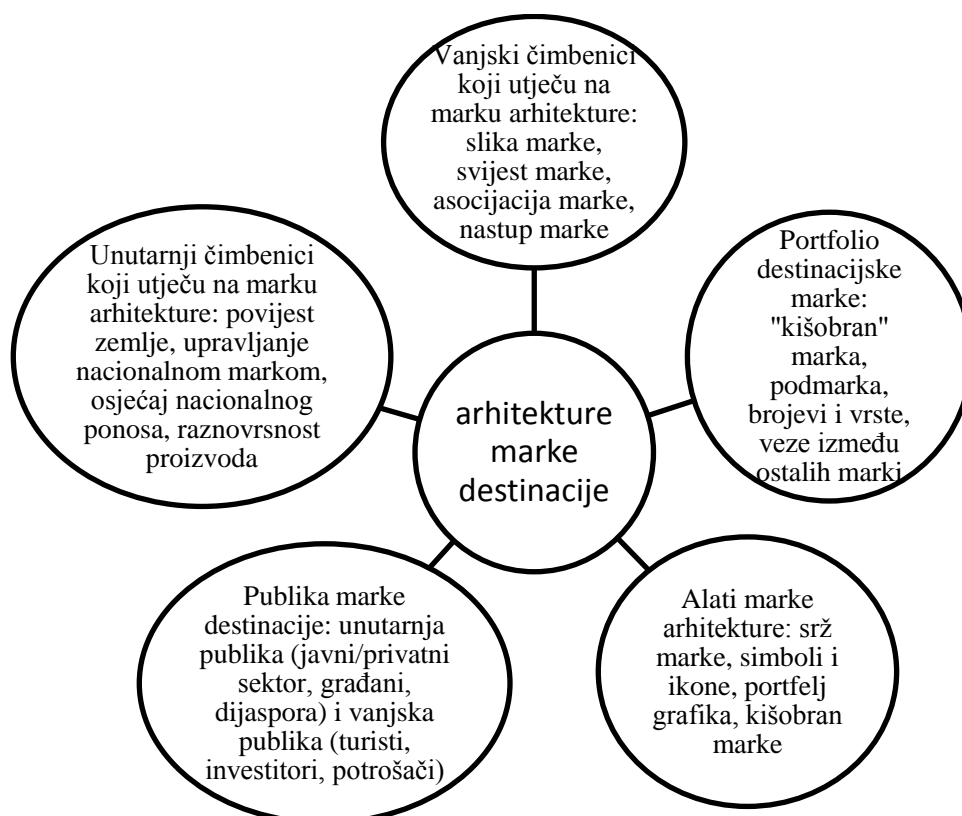 Vanjski čimbenici
koji utječu na
marku arhitekture:
slika marke,
svijest marke,
asocijacija marke,
nastup marke
Unutarnji čimbenici
koji utječu na marku
arhitekture: povijest
zemlje, upravljanje
nacionalnom markom,
osjećaj nacionalnog
ponosa, raznovrsnost
proizvoda
Portfolio
destinacijske
marke:
"kišobran"
marka,
podmarka,
brojevi i vrste,
veze između
ostalih marki
arhitekture
marke
destinacije
Publika marke
destinacije: unutarnja
publika (javni/privatni
sektor, građani,
dijaspora) i vanjska
publika (turisti,
investitori, potrošači)
Alati marke
arhitekture: srž
marke, simboli i
ikone, portfelj
grafika, kišobran
marke